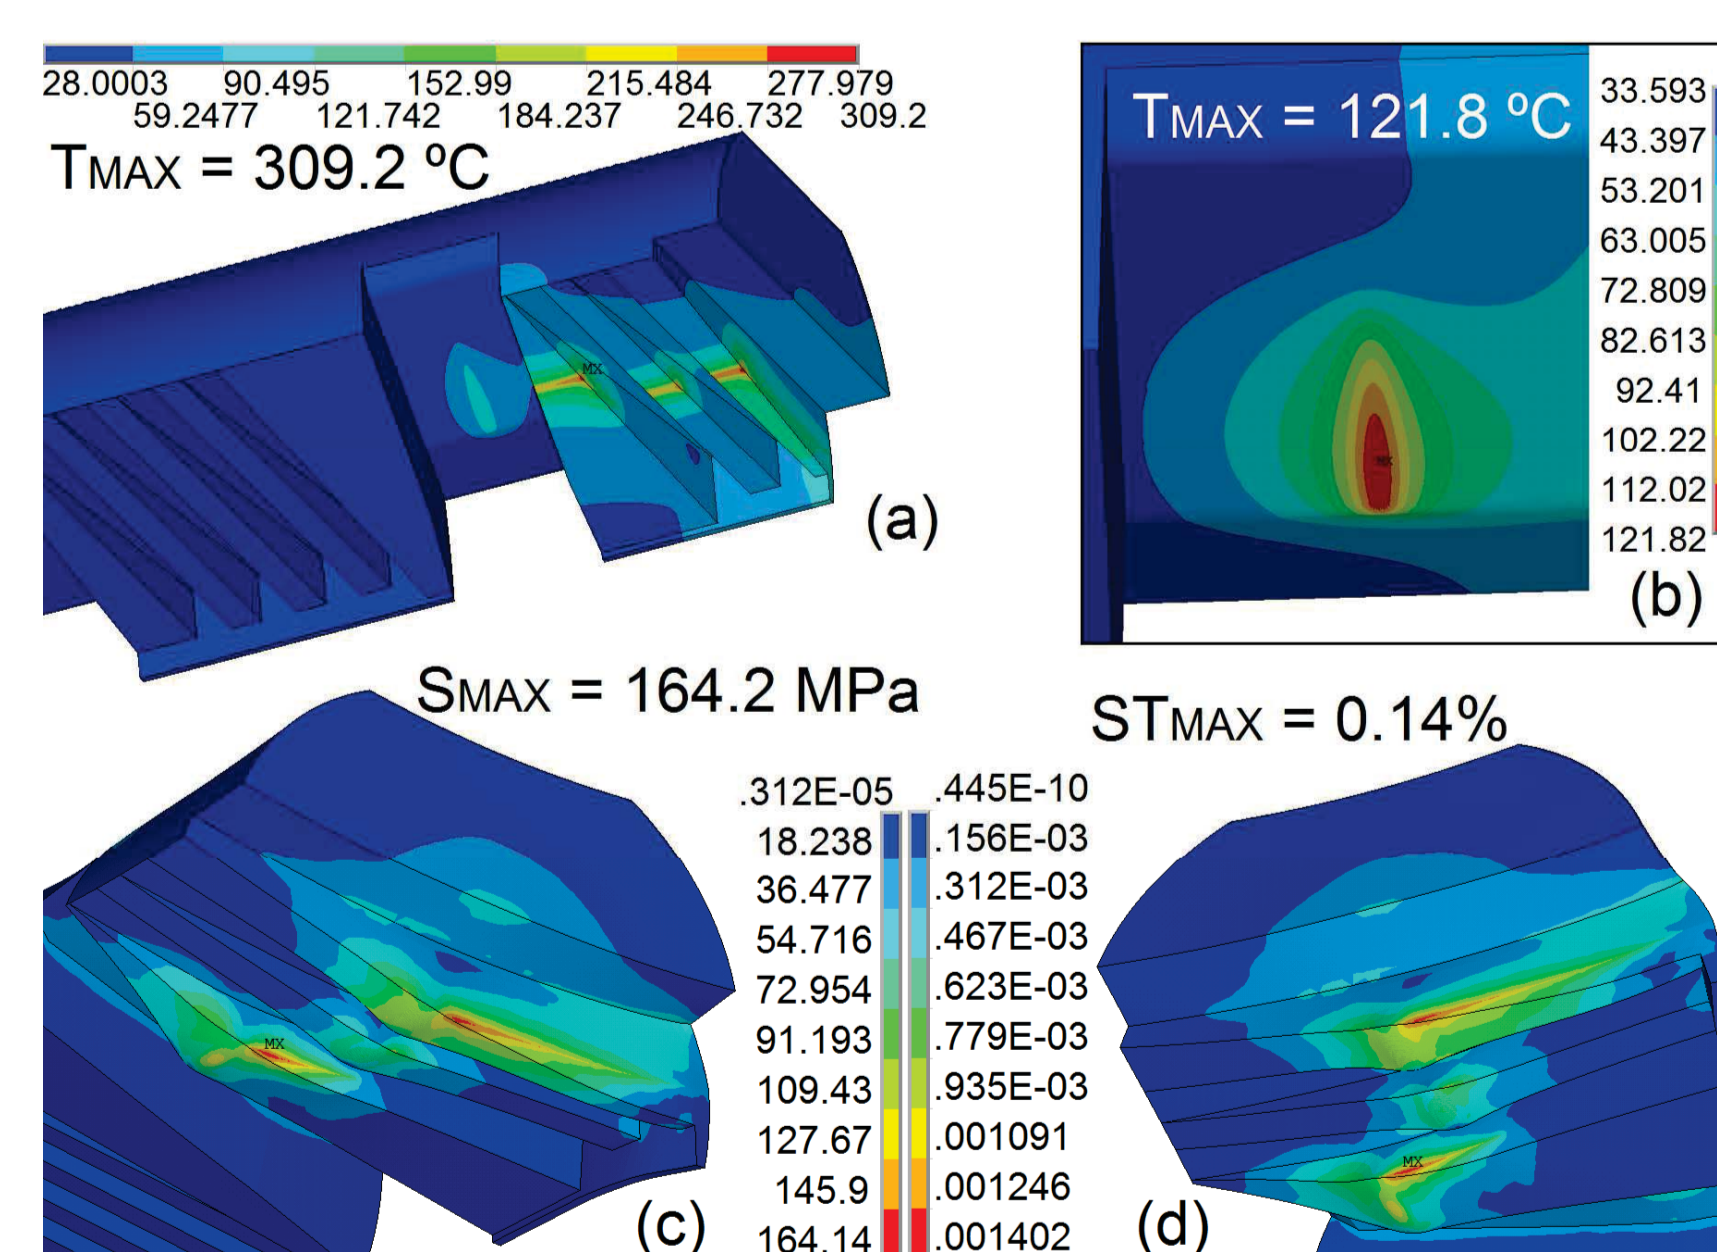 28.0003 90.495 152.99 215.484 277.979
59.2477 121.742 184.237 246.732 309.2
TMAX = 309.2 ºC
MX
(a)
TMAX = 121.8 ºC
MX
33.593
43.397
53.201
63.005
72.809
82.613
92.41
102.22
112.02
121.82
(b)
SMAX = 164.2 MPa
MX
(c)
.312E-05
18.238
36.477
54.716
72.954
91.193
109.43
127.67
145.9
164.14
.445E-10
.156E-03
.312E-03
.467E-03
.623E-03
.779E-03
.935E-03
.001091
.001246
.001402
STMAX = 0.14%
MX
(d)